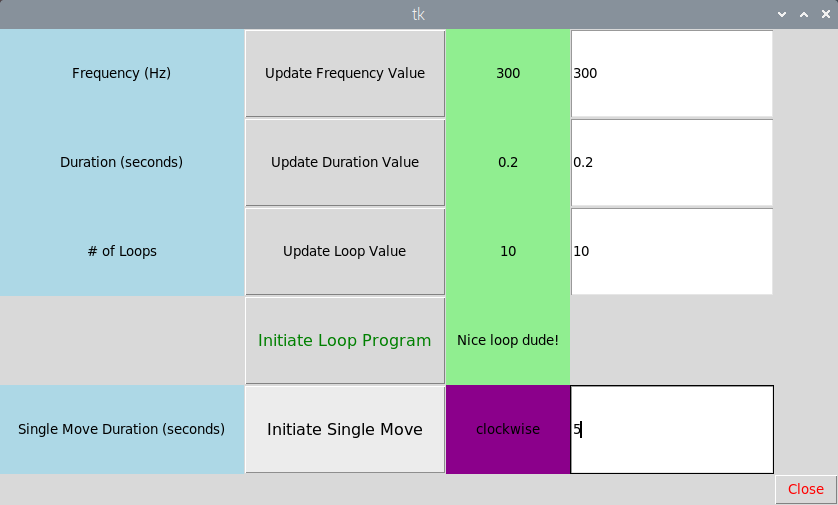 tk
Frequency (Hz) Update Frequency Value 300 300
Duration (seconds) Update Duration Value 0.2 0.2
# of Loops Update Loop Value 10 10
Initiate Loop Program Nice loop dude!
Single Move Duration (seconds) Initiate Single Move clockwise 5
Close